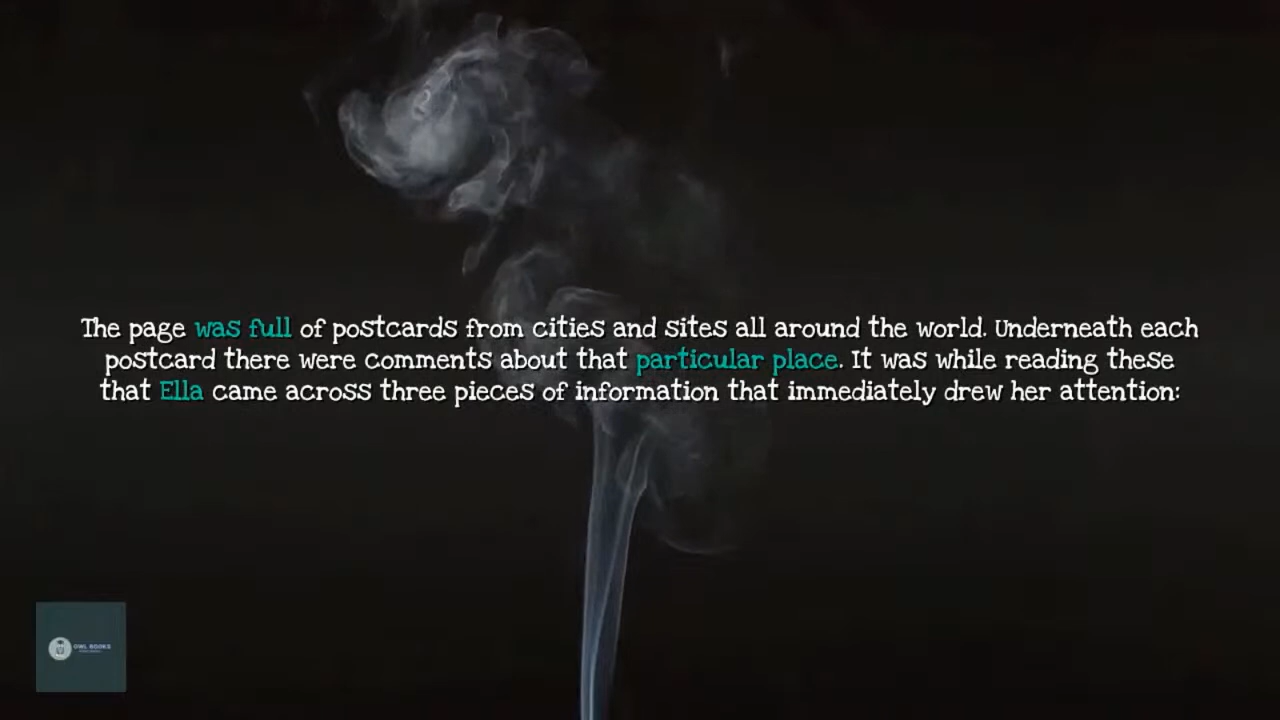 The page was full of postcards from cities and sites all around the world. Underneath each
postcard there were comments about that particular place. It was while reading these
that Ella came across three pieces of information that immediately drew her attention:
OWL BOOKS